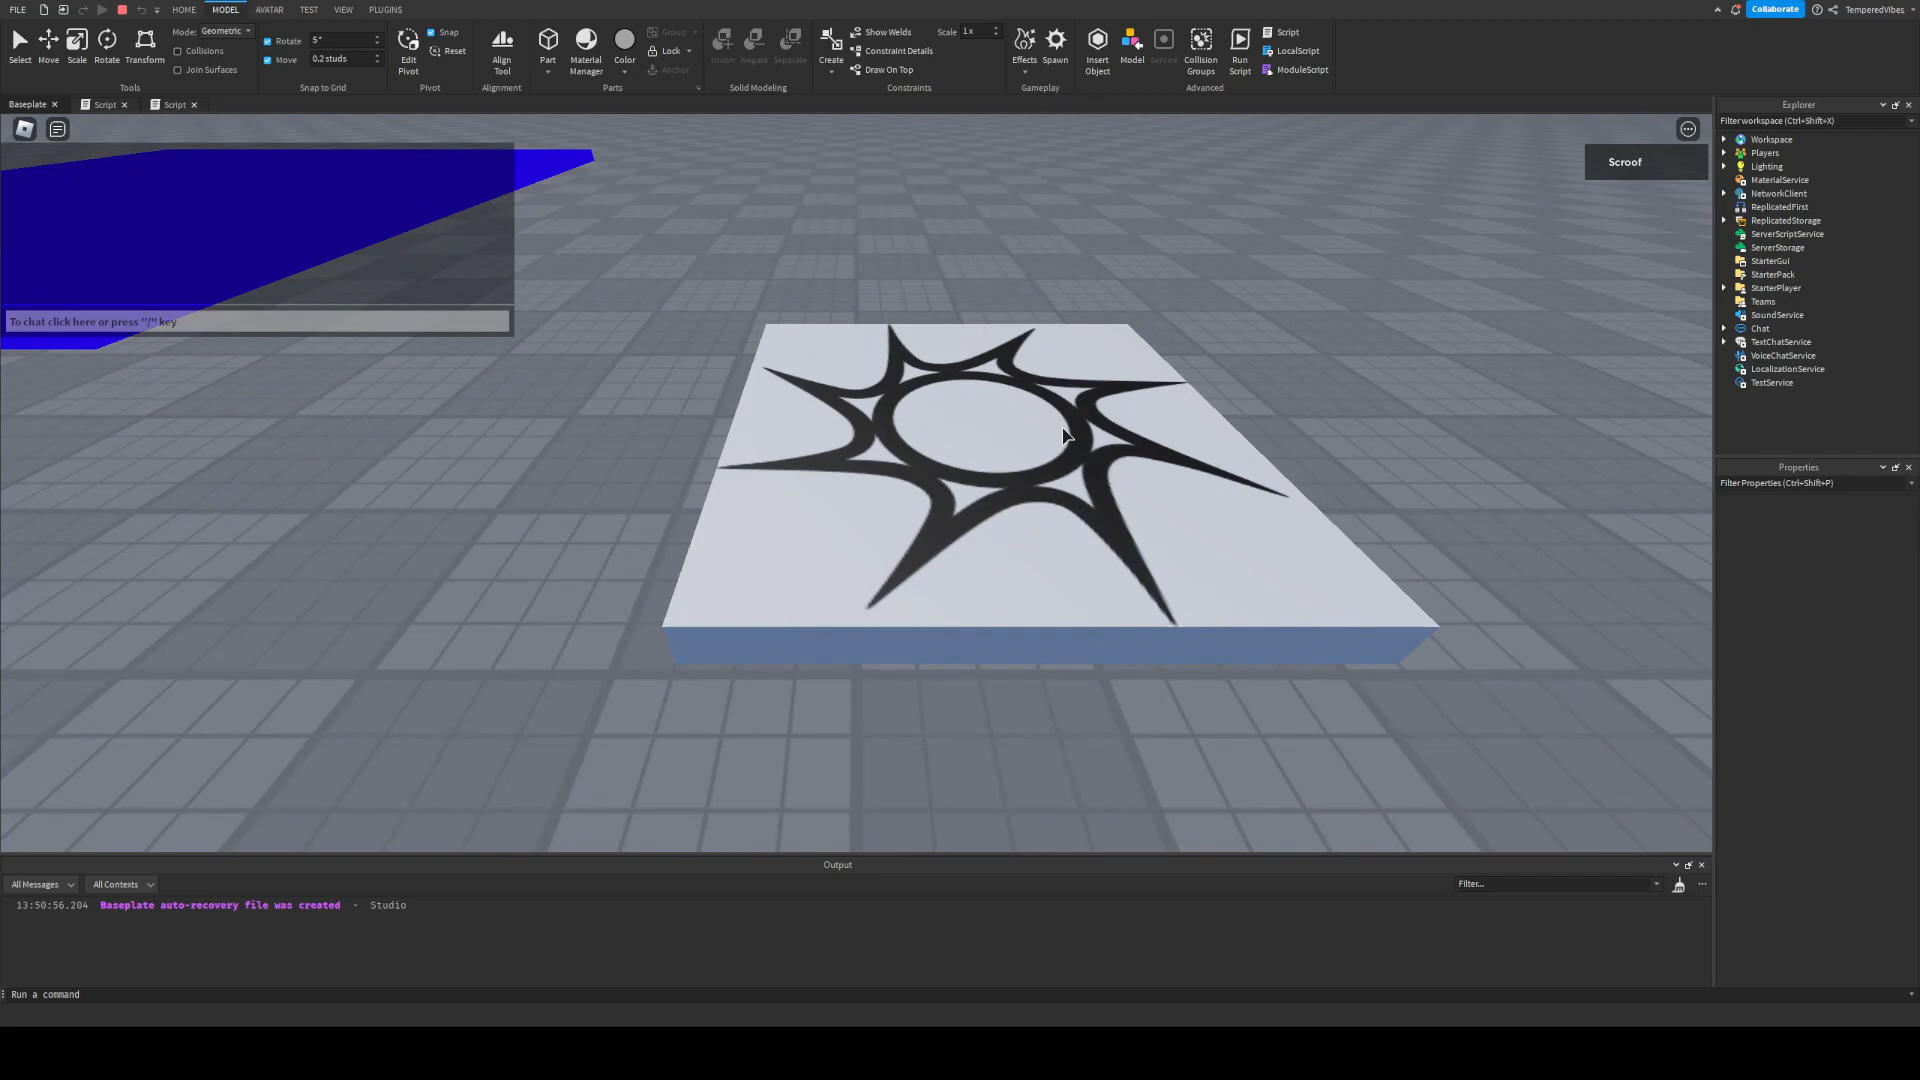 FILE HOME MODEL AVATAR TEST VIEW PLUGINS Collaborate TemperedVibes
Select Move Scale Rotate Transform
Mode: Geometric
Collisions
Join Surfaces
Tools
Rotate 5°
Move 0.2 studs
Snap to Grid
Edit Pivot
Snap
Reset
Pivot
Align Tool
Alignment
Part Material Manager Color
Group
Lock
Anchor
Parts
Union Negate Separate
Solid Modeling
Create
Show Welds Scale 1x
Constraint Details
Draw On Top
Constraints
Effects Spawn
Gameplay
Insert Object Model Service Collision Groups Run Script
Script
LocalScript
ModuleScript
Advanced
Baseplate Script Script
To chat click here or press "/" key
Scroof
Explorer
Filter workspace (Ctrl+Shift+X)
Workspace
Players
Lighting
MaterialService
NetworkClient
ReplicatedFirst
ReplicatedStorage
ServerScriptService
ServerStorage
StarterGui
StarterPack
StarterPlayer
Teams
SoundService
Chat
TextChatService
VoiceChatService
LocalizationService
TestService
Properties
Filter Properties (Ctrl+Shift+P)
Output
All Messages All Contexts Filter...
13:50:56.204 Baseplate auto-recovery file was created - Studio
Run a command